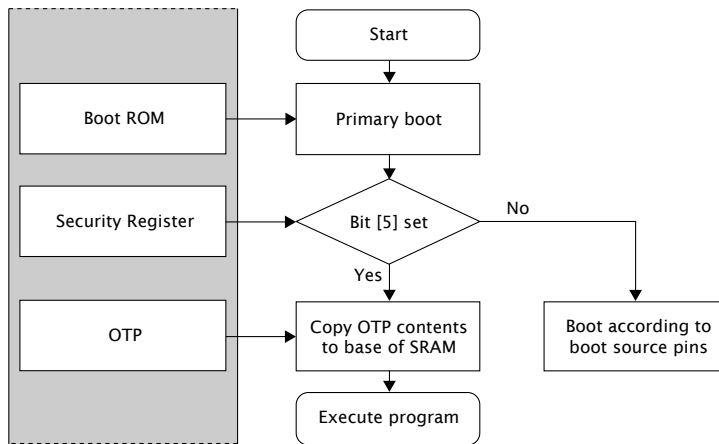 Start
Boot ROM
Primary boot
Security Register
Bit [5] set
No
Yes
OTP
Copy OTP contents
to base of SRAM
Boot according to
boot source pins
Execute program